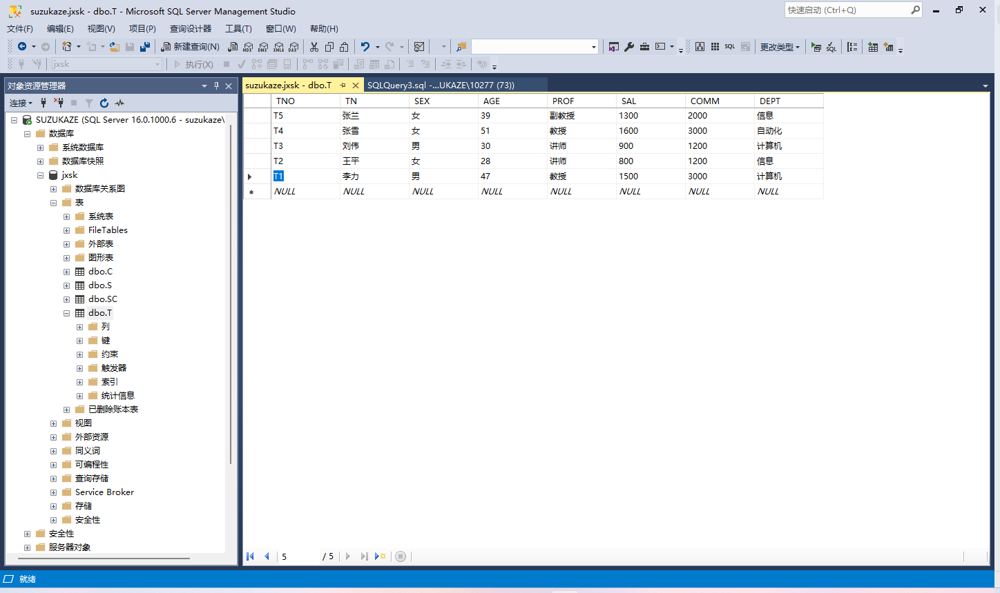 suzukaze.jxsk - dbo.T - Microsoft SQL Server Management Studio
快速启动 (Ctrl+Q)
文件(F) 编辑(E) 视图(V) 项目(P) 查询设计器 工具(T) 窗口(W) 帮助(H)
新建查询(N) MDX DMX XMLA DAX SQL 更改类型 SQL
jxsk 执行(X)
对象资源管理器
连接
SUZUKAZE (SQL Server 16.0.1000.6 - suzukaze\
数据库
系统数据库
数据库快照
jxsk
数据库关系图
表
系统表
FileTables
外部表
图形表
dbo.C
dbo.S
dbo.SC
dbo.T
列
键
约束
触发器
索引
统计信息
已删除账本表
视图
外部资源
同义词
可编程性
查询存储
Service Broker
存储
安全性
安全性
服务器对象
suzukaze.jxsk - dbo.T SQLQuery3.sql -...UKAZE\10277 (73))
TNO TN SEX AGE PROF SAL COMM DEPT
T5 张兰 女 39 副教授 1300 2000 信息
T4 张雪 女 51 教授 1600 3000 自动化
T3 刘伟 男 30 讲师 900 1200 计算机
T2 王平 女 28 讲师 800 1200 信息
T1 李力 男 47 教授 1500 3000 计算机
NULL NULL NULL NULL NULL NULL NULL NULL
5 / 5
就绪